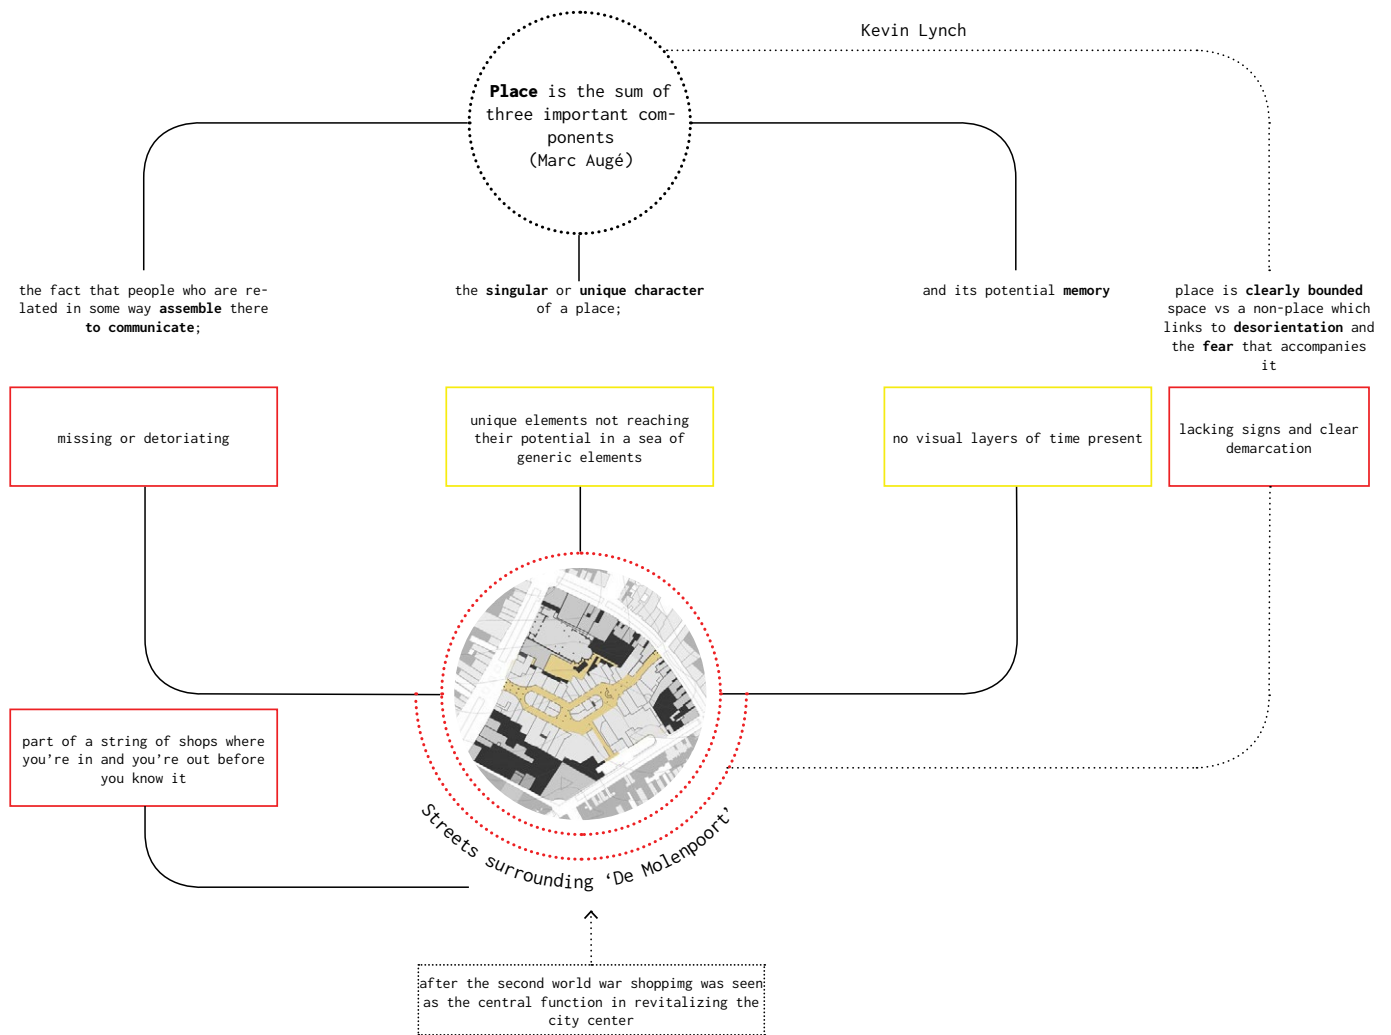 Kevin Lynch
Place is the sum of
three important com-
ponents
(Marc Augé)
the fact that people who are re-
lated in some way assemble there
to communicate;
the singular or unique character
of a place;
and its potential memory
place is clearly bounded
space vs a non-place which
links to desorientation and
the fear that accompanies
it
missing or detoriating
unique elements not reaching
their potential in a sea of
generic elements
no visual layers of time present
lacking signs and clear
demarcation
part of a string of shops where
you're in and you're out before
you know it
Streets surrounding ‘De Molenpoort’
after the second world war shoppimg was seen
as the central function in revitalizing the
city center